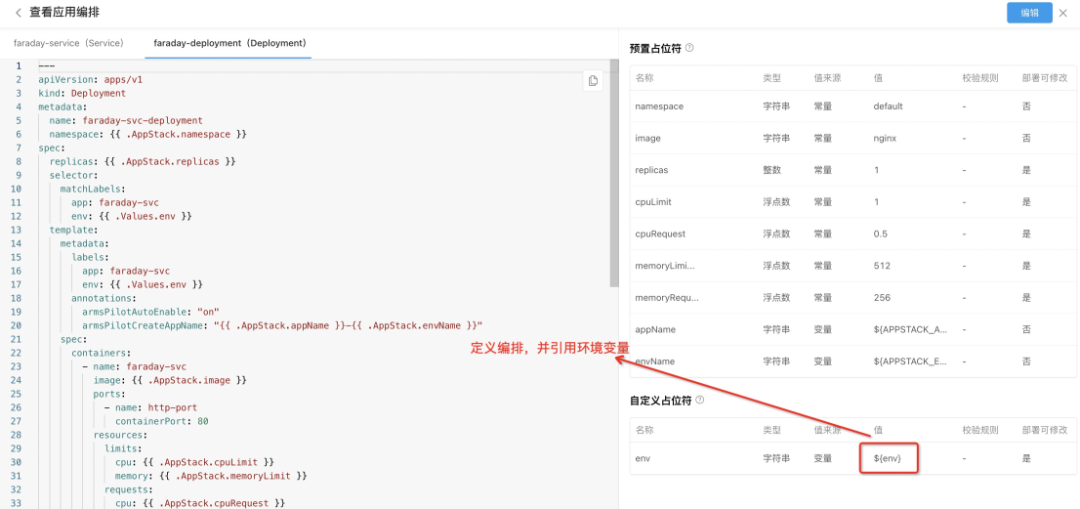 查看应用编排
编辑
faraday-service (Service)
faraday-deployment (Deployment)
1 ---
2 apiVersion: apps/v1
3 kind: Deployment
4 metadata:
5 name: faraday-svc-deployment
6 namespace: {{ .AppStack.namespace }}
7 spec:
8 replicas: {{ .AppStack.replicas }}
9 selector:
10 matchLabels:
11 app: faraday-svc
12 env: {{ .Values.env }}
13 template:
14 metadata:
15 labels:
16 app: faraday-svc
17 env: {{ .Values.env }}
18 annotations:
19 armsPilotAutoEnable: "on"
20 armsPilotCreateAppName: "{{ .AppStack.appName }}-{{ .AppStack.envName }}"
21 spec:
22 containers:
23 - name: faraday-svc
24 image: {{ .AppStack.image }}
25 ports:
26 - name: http-port
27 containerPort: 80
28 resources:
29 limits:
30 cpu: {{ .AppStack.cpuLimit }}
31 memory: {{ .AppStack.memoryLimit }}
32 requests:
33 cpu: {{ .AppStack.cpuRequest }}
定义编排，并引用环境变量
预置占位符
名称 类型 值来源 值 校验规则 部署可修改
namespace 字符串 常量 default - 否
image 字符串 常量 nginx - 否
replicas 整数 常量 1 - 是
cpuLimit 浮点数 常量 1 - 是
cpuRequest 浮点数 常量 0.5 - 是
memoryLimi... 浮点数 常量 512 - 是
memoryRequ... 浮点数 常量 256 - 是
appName 字符串 变量 ${APPSTACK_A... - 否
envName 字符串 变量 ${APPSTACK_E... - 否
自定义占位符
名称 类型 值来源 值 校验规则 部署可修改
env 字符串 变量 ${env} - 是